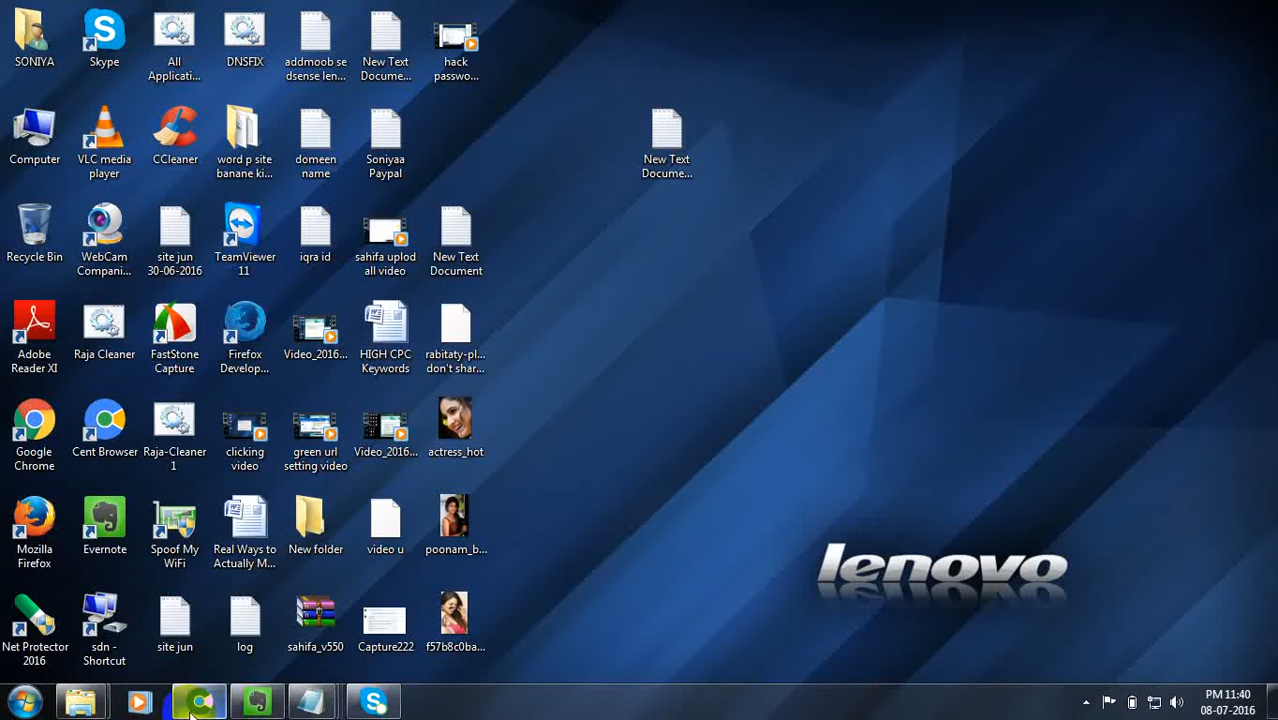 SONIYA
Skype
All
Applicati...
DNSFIX
addmoob se
dsense len...
New Text
Docume...
hack
passwo...
Computer
VLC media
player
CCleaner
word p site
banane ki...
domeen
name
Soniyaa
Paypal
New Text
Docume...
Recycle Bin
WebCam
Compani...
site jun
30-06-2016
TeamViewer
11
iqra id
sahifa uplod
all video
New Text
Document
Adobe
Reader XI
Raja Cleaner
FastStone
Capture
Firefox
Develop...
Video_2016...
HIGH CPC
Keywords
rabitaty-pl...
don't shar...
Google
Chrome
Cent Browser
Raja-Cleaner
1
clicking
video
green url
setting video
Video_2016...
actress_hot
Mozilla
Firefox
Evernote
Spoof My
WiFi
Real Ways to
Actually M...
New folder
video u
poonam_b...
lenovo
Net Protector
2016
sdn -
Shortcut
site jun
log
sahifa_v550
Capture222
f57b8c0ba...
PM 11:40
08-07-2016